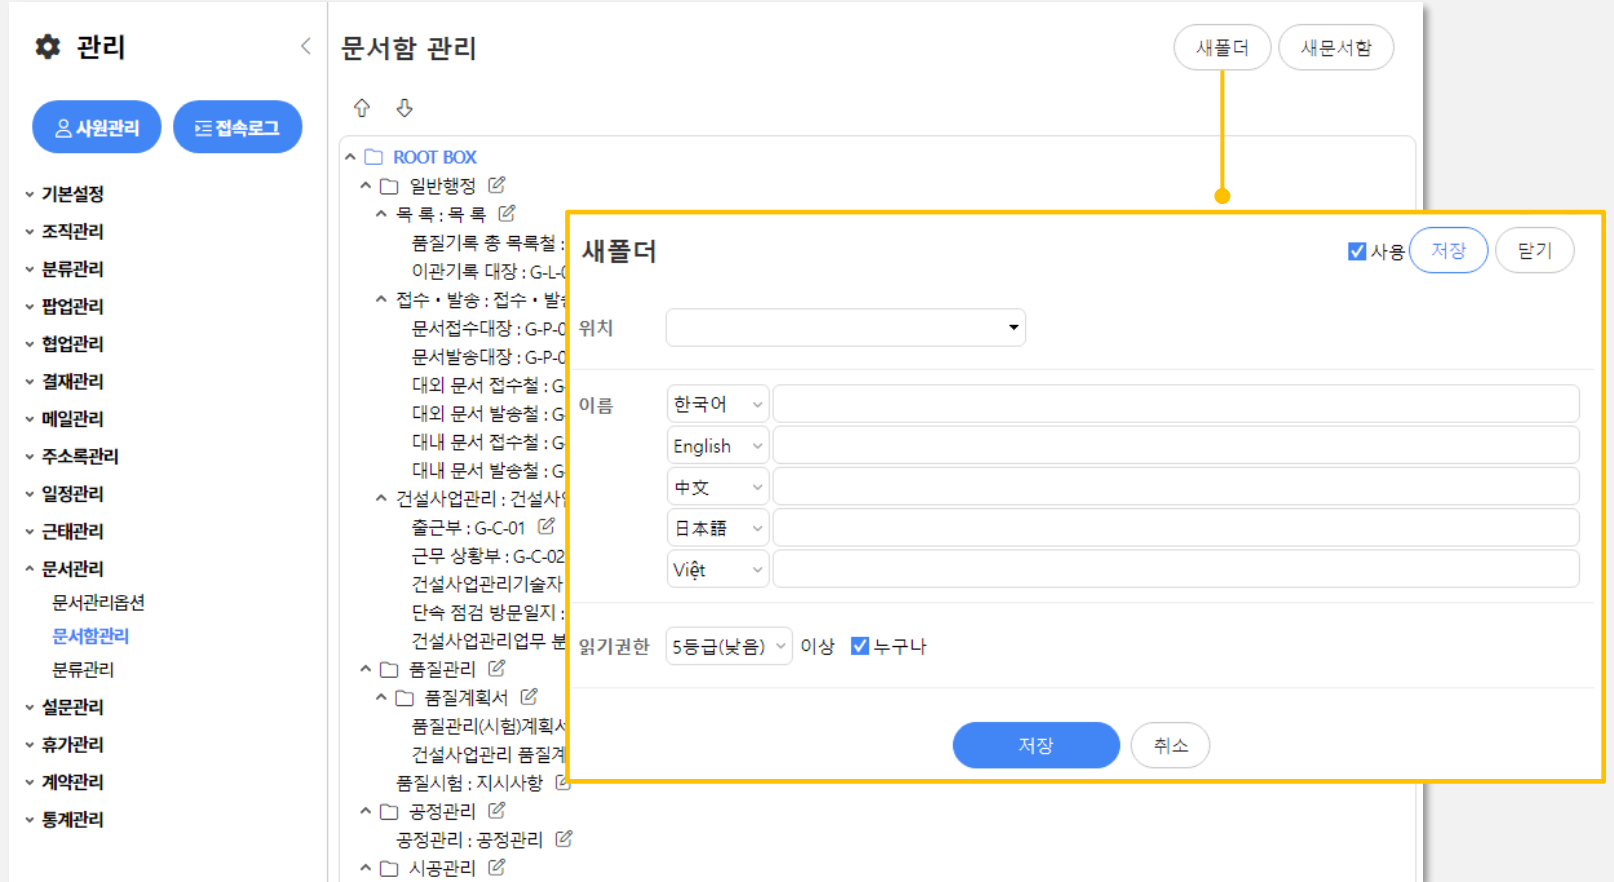 관리
사원관리
접속로그
기본설정
조직관리
분류관리
팝업관리
협업관리
결재관리
메일관리
주소록관리
일정관리
근태관리
문서관리
문서관리옵션
문서함관리
분류관리
설문관리
휴가관리
계약관리
통계관리
문서함 관리
새폴더
새문서함
ROOT BOX
일반행정
목 록 : 목 록
품질기록 총 목록철 :
이관기록 대장 : G-L-0
접수・발송 : 접수・발송
문서접수대장 : G-P-0
문서발송대장 : G-P-0
대외 문서 접수철 : G-
대외 문서 발송철 : G-
대내 문서 접수철 : G-
대내 문서 발송철 : G-
건설사업관리 : 건설사업
출근부 : G-C-01
근무 상황부 : G-C-02
건설사업관리기술자
단속 점검 방문일지 :
건설사업관리업무 분
품질관리
품질계획서
품질관리(시험)계획서
건설사업관리 품질계
품질시험 : 지시사항
공정관리
공정관리 : 공정관리
시공관리
새폴더
사용
저장
닫기
위치
이름
한국어
English
中文
日本語
Việt
읽기권한
5등급(낮음)
이상
누구나
저장
취소